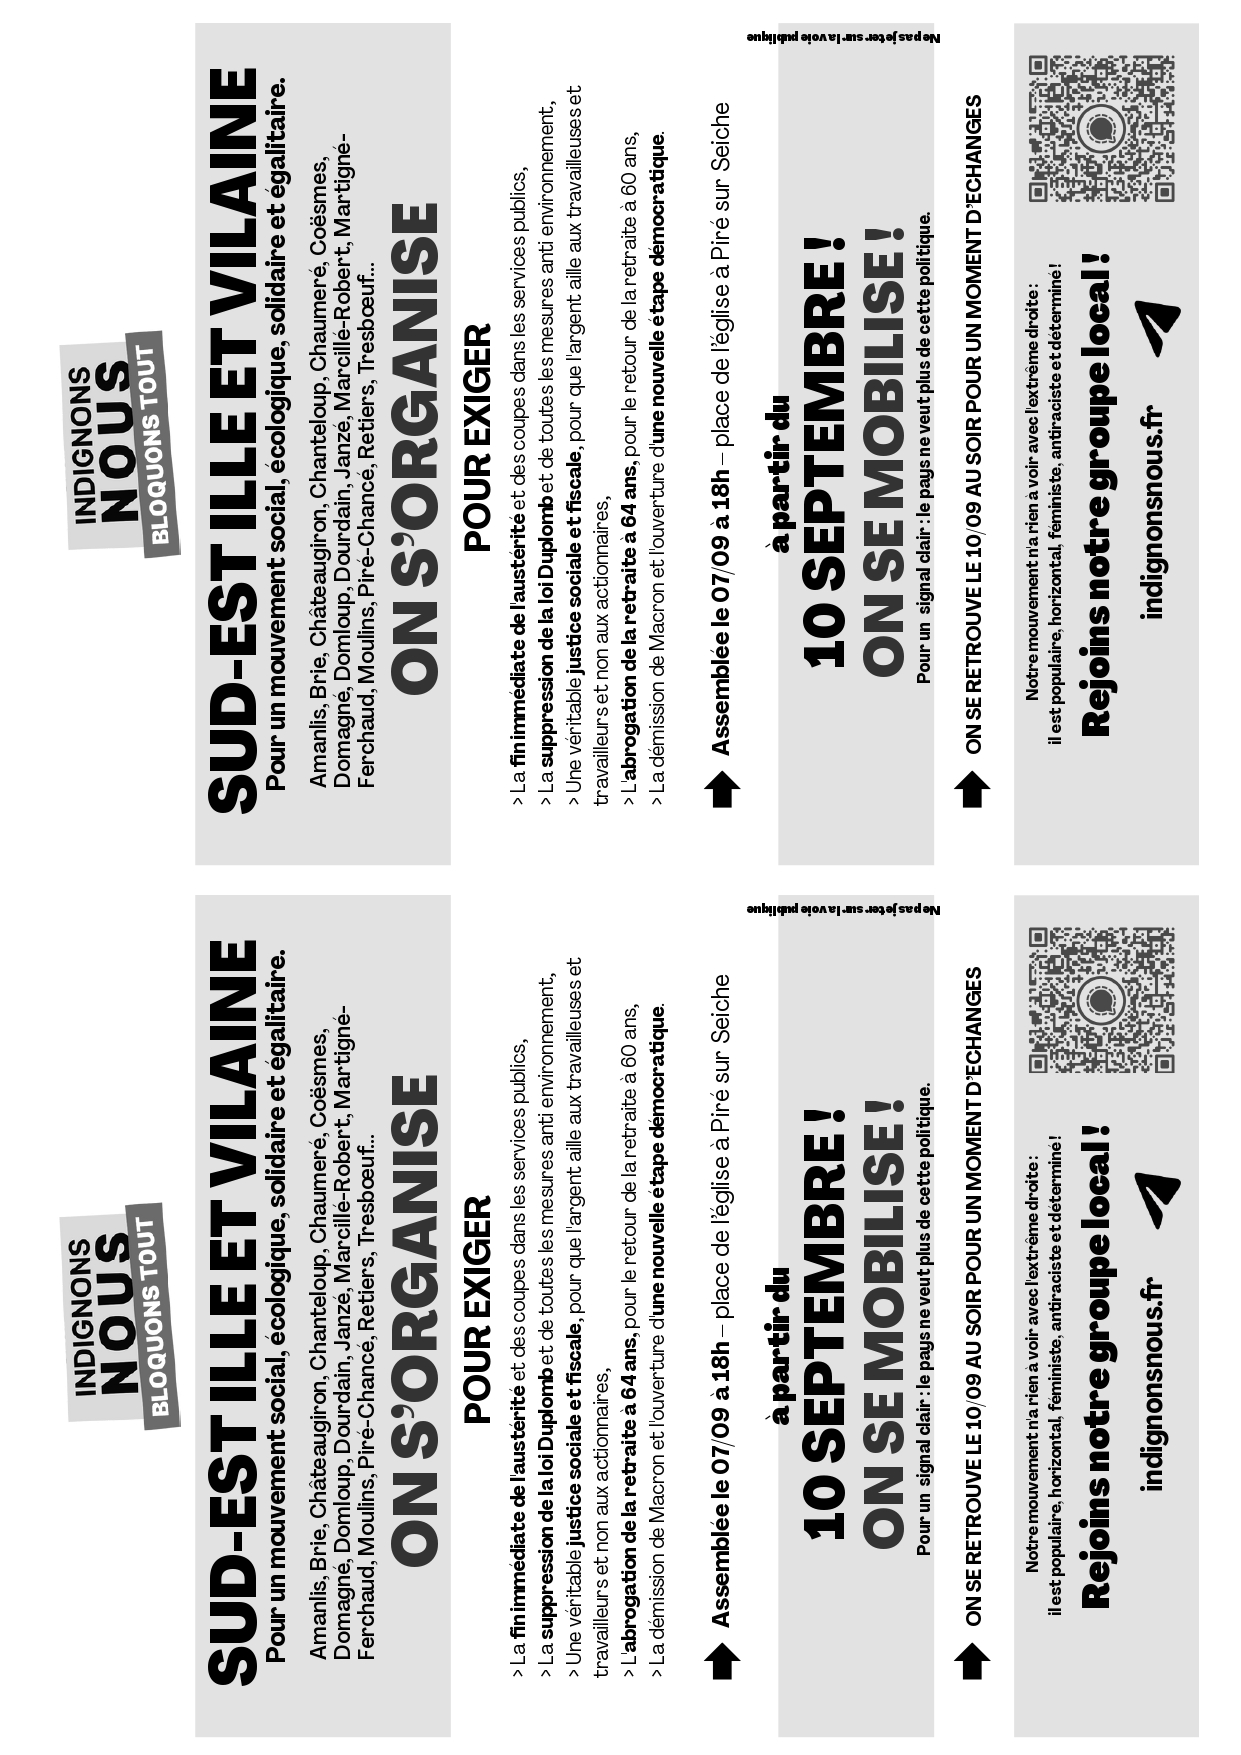 INDIGNONS
NOUS
BLOQUONS TOUT
SUD-EST ILLE ET VILAINE
Pour un mouvement social, écologique, solidaire et égalitaire.
Amanlis, Brie, Châteaugiron, Chanteloup, Chaumeré, Coësmes,
Domagné, Domloup, Dourdain, Janzé, Marcillé-Robert, Martigné-
Ferchaud, Moulins, Piré-Chancé, Retiers, Tresbœuf...
ON S'ORGANISE
POUR EXIGER
> La fin immédiate de l'austérité et des coupes dans les services publics,
> La suppression de la loi Duplomb et de toutes les mesures anti environnement,
> Une véritable justice sociale et fiscale, pour que l'argent aille aux travailleuses et
travailleurs et non aux actionnaires,
> L'abrogation de la retraite à 64 ans, pour le retour de la retraite à 60 ans,
> La démission de Macron et l'ouverture d'une nouvelle étape démocratique.
Assemblée le 07/09 à 18h – place de l'église à Piré sur Seiche
à partir du
10 SEPTEMBRE !
ON SE MOBILISE !
Pour un signal clair : le pays ne veut plus de cette politique.
ON SE RETROUVE LE 10/09 AU SOIR POUR UN MOMENT D'ECHANGES
Notre mouvement n'a rien à voir avec l'extrême droite :
il est populaire, horizontal, féministe, antiraciste et déterminé !
Rejoins notre groupe local !
indignonsnous.fr
Ne pas jeter sur la voie publique
INDIGNONS
NOUS
BLOQUONS TOUT
SUD-EST ILLE ET VILAINE
Pour un mouvement social, écologique, solidaire et égalitaire.
Amanlis, Brie, Châteaugiron, Chanteloup, Chaumeré, Coësmes,
Domagné, Domloup, Dourdain, Janzé, Marcillé-Robert, Martigné-
Ferchaud, Moulins, Piré-Chancé, Retiers, Tresbœuf...
ON S'ORGANISE
POUR EXIGER
> La fin immédiate de l'austérité et des coupes dans les services publics,
> La suppression de la loi Duplomb et de toutes les mesures anti environnement,
> Une véritable justice sociale et fiscale, pour que l'argent aille aux travailleuses et
travailleurs et non aux actionnaires,
> L'abrogation de la retraite à 64 ans, pour le retour de la retraite à 60 ans,
> La démission de Macron et l'ouverture d'une nouvelle étape démocratique.
Assemblée le 07/09 à 18h – place de l'église à Piré sur Seiche
à partir du
10 SEPTEMBRE !
ON SE MOBILISE !
Pour un signal clair : le pays ne veut plus de cette politique.
ON SE RETROUVE LE 10/09 AU SOIR POUR UN MOMENT D'ECHANGES
Notre mouvement n'a rien à voir avec l'extrême droite :
il est populaire, horizontal, féministe, antiraciste et déterminé !
Rejoins notre groupe local !
indignonsnous.fr
Ne pas jeter sur la voie publique